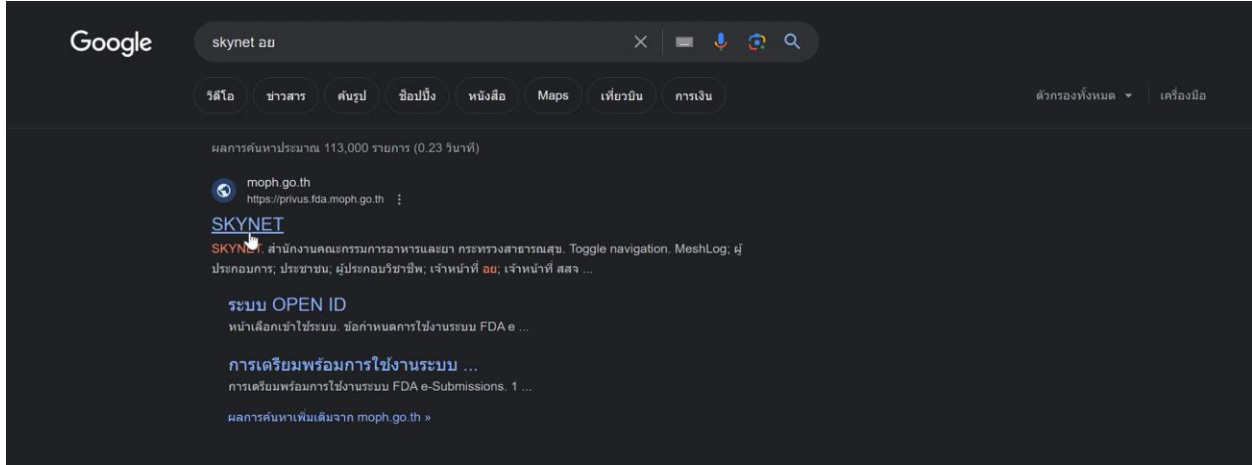 Google
skynet อย
วิดีโอ ข่าวสาร ค้นรูป ช็อปปิ้ง หนังสือ Maps เที่ยวบิน การเงิน ตัวกรองทั้งหมด เครื่องมือ
ผลการค้นหาประมาณ 113,000 รายการ (0.23 วินาที)
moph.go.th
https://privus.fda.moph.go.th
SKYNET
SKYNET. สำนักงานคณะกรรมการอาหารและยา กระทรวงสาธารณสุข. Toggle navigation. MeshLog; ผู้
ประกอบการ; ประชาชน; ผู้ประกอบวิชาชีพ; เจ้าหน้าที่ อย; เจ้าหน้าที่ สสจ ...
ระบบ OPEN ID
หน้าเลือกเข้าใช้ระบบ. ข้อกำหนดการใช้งานระบบ FDA e ...
การเตรียมพร้อมการใช้งานระบบ ...
การเตรียมพร้อมการใช้งานระบบ FDA e-Submissions. 1 ...
ผลการค้นหาเพิ่มเติมจาก moph.go.th »